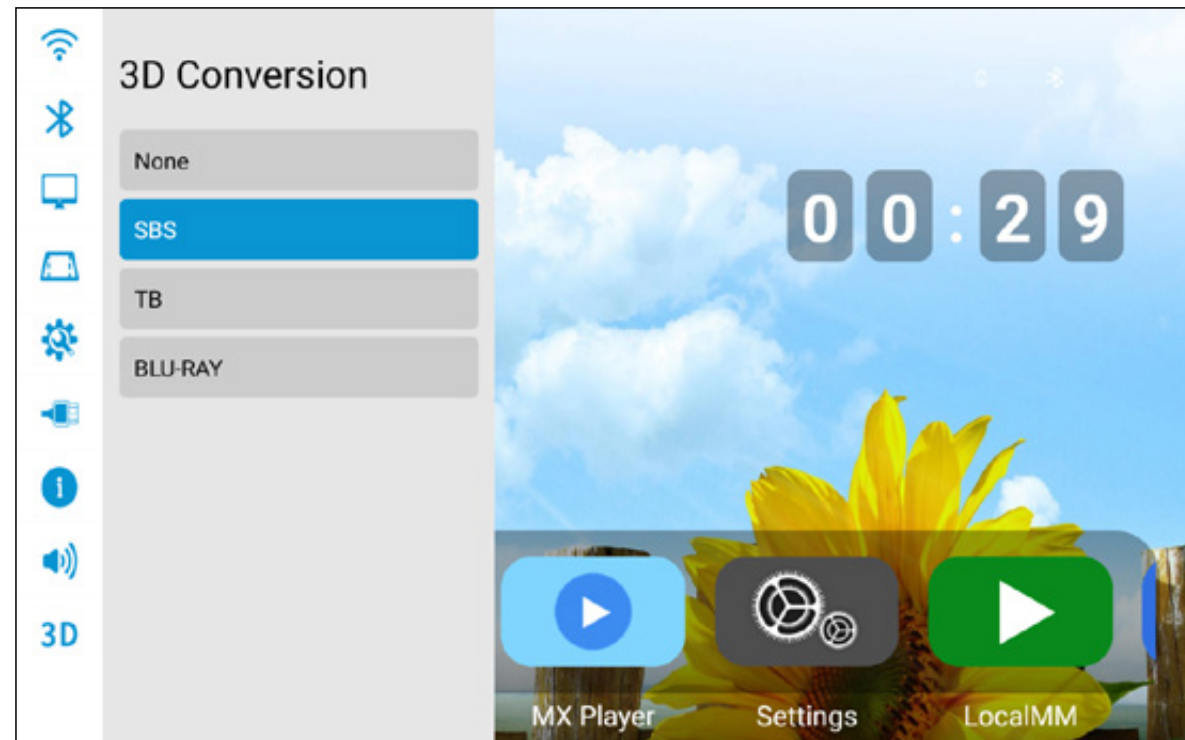 3D Conversion
None
SBS
TB
BLU-RAY
3D
00:29
MX Player
Settings
LocalMM